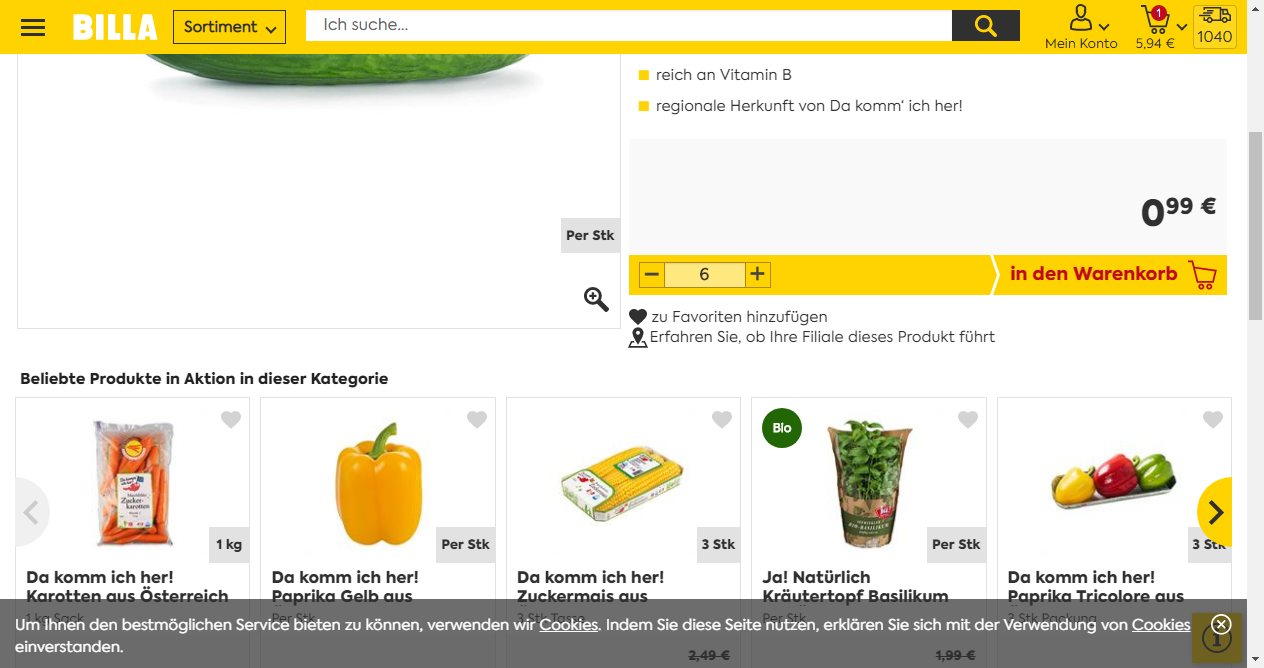 BILLA
Sortiment
Ich suche...
Mein Konto
1
5,94 €
1040
reich an Vitamin B
regionale Herkunft von Da komm‘ ich her!
0 99 €
Per Stk
6
in den Warenkorb
zu Favoriten hinzufügen
Erfahren Sie, ob Ihre Filiale dieses Produkt führt
Beliebte Produkte in Aktion in dieser Kategorie
Bio
1 kg
Per Stk
3 Stk
Per Stk
3 Stk
Da komm ich her!
Karotten aus Österreich
1 kg Sack
Da komm ich her!
Paprika Gelb aus
Per Stk
Da komm ich her!
Zuckermais aus
3 Stk Tasse
2,49 €
Ja! Natürlich
Kräutertopf Basilikum
Per Stk
1,99 €
Da komm ich her!
Paprika Tricolore aus
3 Stk Packung
Um Ihnen den bestmöglichen Service bieten zu können, verwenden wir Cookies. Indem Sie diese Seite nutzen, erklären Sie sich mit der Verwendung von Cookies
einverstanden.